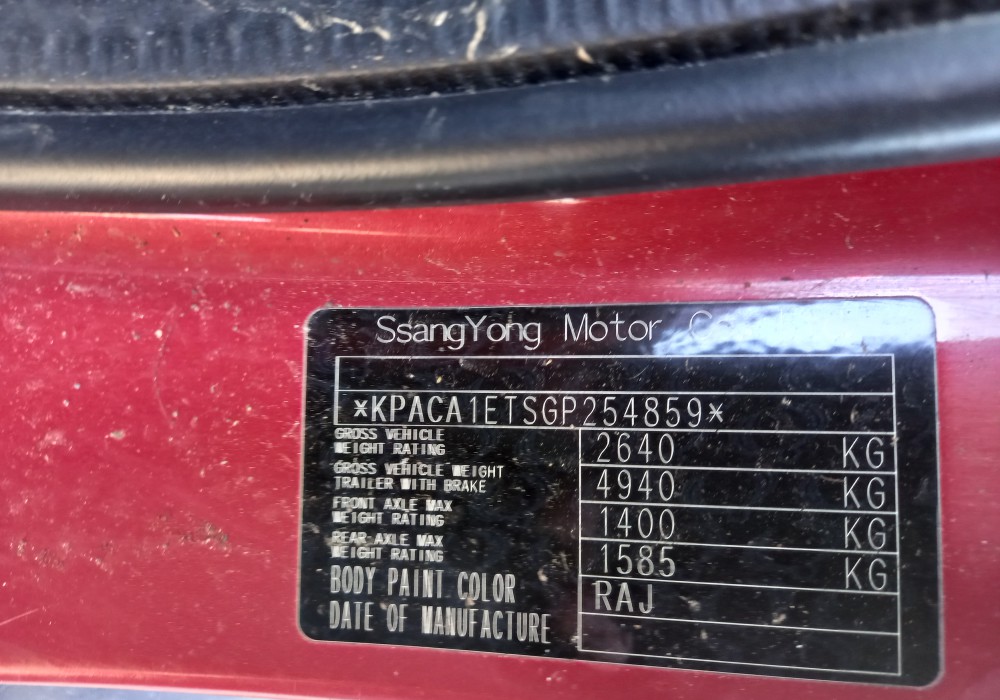 SsangYong Motor
*KPACA1ETSGP254859*
GROSS VEHICLE
WEIGHT RATING
2640 KG
GROSS VEHICLE WEIGHT
TRAILER WITH BRAKE
4940 KG
FRONT AXLE MAX
WEIGHT RATING
1400 KG
REAR AXLE MAX
WEIGHT RATING
1585 KG
BODY PAINT COLOR
RAJ
DATE OF MANUFACTURE